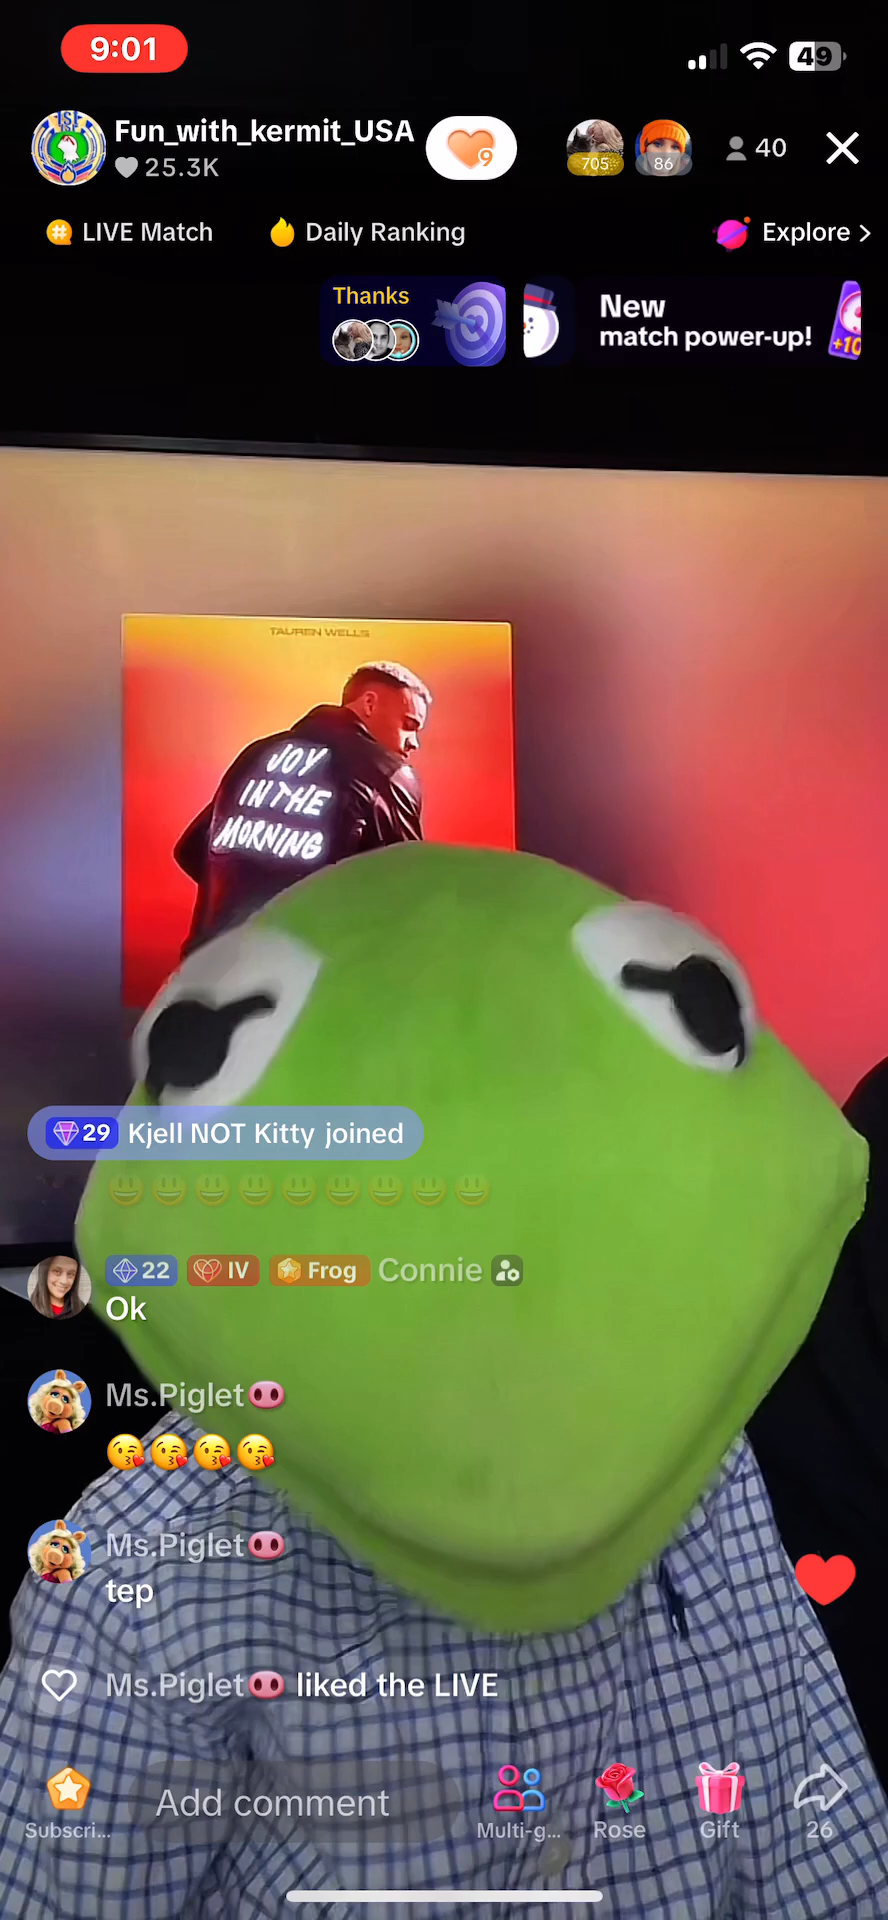 9:01
49
Fun_with_kermit_USA
25.3K
9
705
86
40
LIVE Match
Daily Ranking
Explore >
Thanks
New
match power-up!
+10
TAUREN WELLS
JOY
IN THE
MORNING
29 Kjell NOT Kitty joined
22 IV Frog Connie
Ok
Ms.Piglet
Ms.Piglet
tep
Ms.Piglet liked the LIVE
Subscri...
Add comment
Multi-g...
Rose
Gift
26